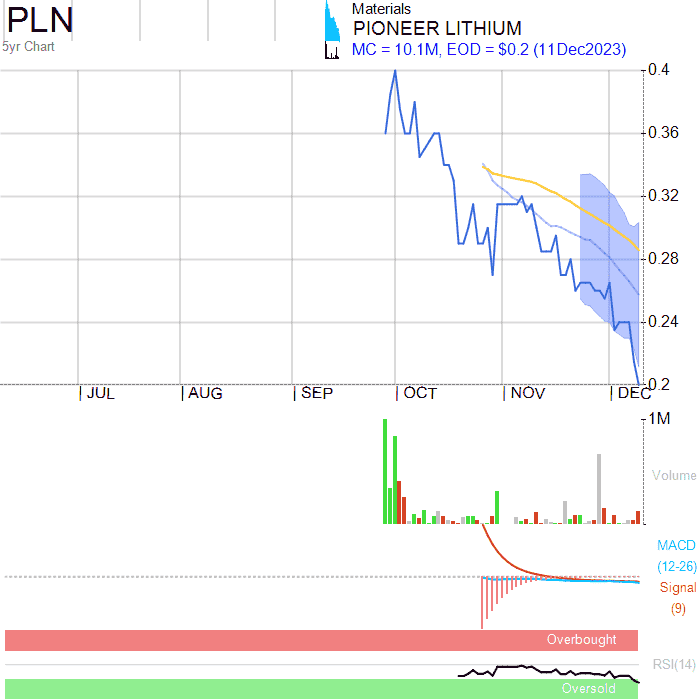 PLN
Materials
PIONEER LITHIUM
5yr Chart
MC = 10.1M, EOD = $0.2 (11Dec2023)
0.4
0.36
0.32
0.28
0.24
0.2
JUL AUG SEP OCT NOV DEC
1M
Volume
MACD
(12-26)
Signal
(9)
Overbought
RSI(14)
Oversold